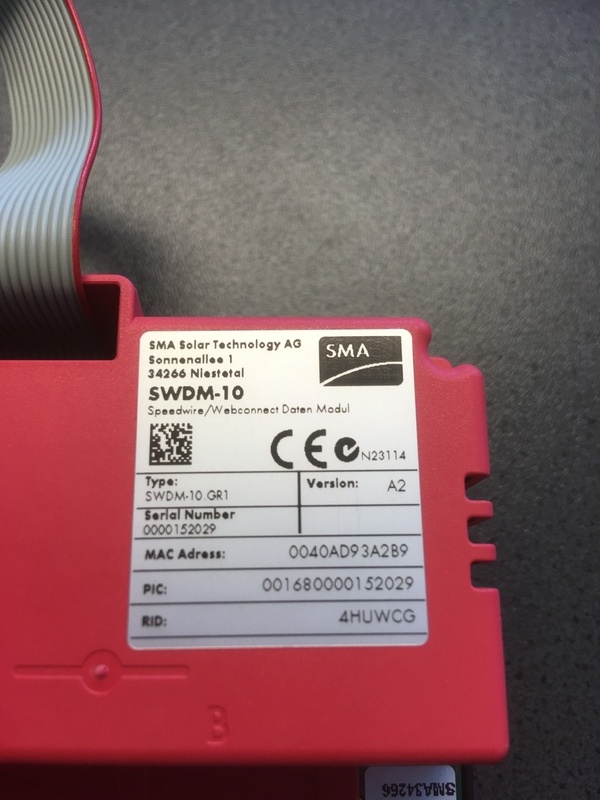 SMA Solar Technology AG
Sonnenallee 1
34266 Niestetal
SMA
SWDM-10
Speedwire/Webconnect Daten Modul
CE N23114
Type:
SWDM-10.GR1
Version: A2
Serial Number
0000152029
MAC Adress: 0040AD93A2B9
PIC: 001680000152029
RID: 4HUWCG
B
SMA34266